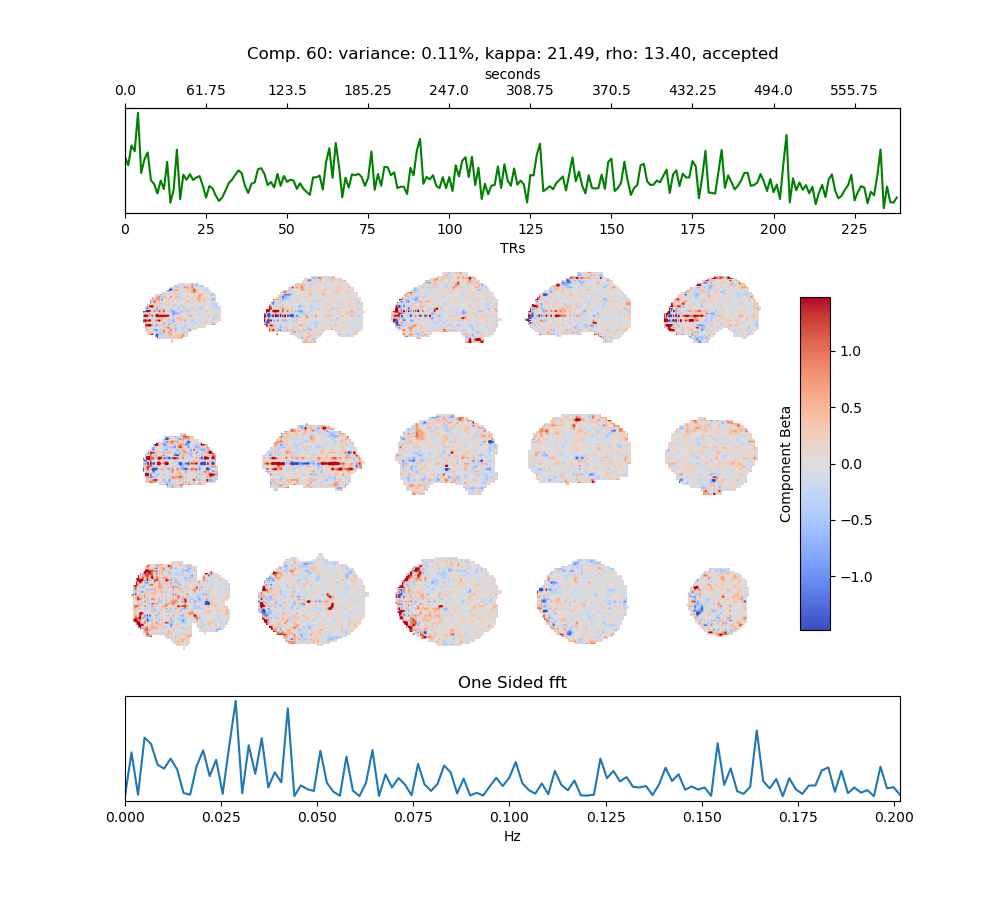 Comp. 60: variance: 0.11%, kappa: 21.49, rho: 13.40, accepted
seconds
0.0 61.75 123.5 185.25 247.0 308.75 370.5 432.25 494.0 555.75
0 25 50 75 100 125 150 175 200 225
TRs
1.0
0.5
0.0
−0.5
−1.0
Component Beta
One Sided fft
0.000 0.025 0.050 0.075 0.100 0.125 0.150 0.175 0.200
Hz